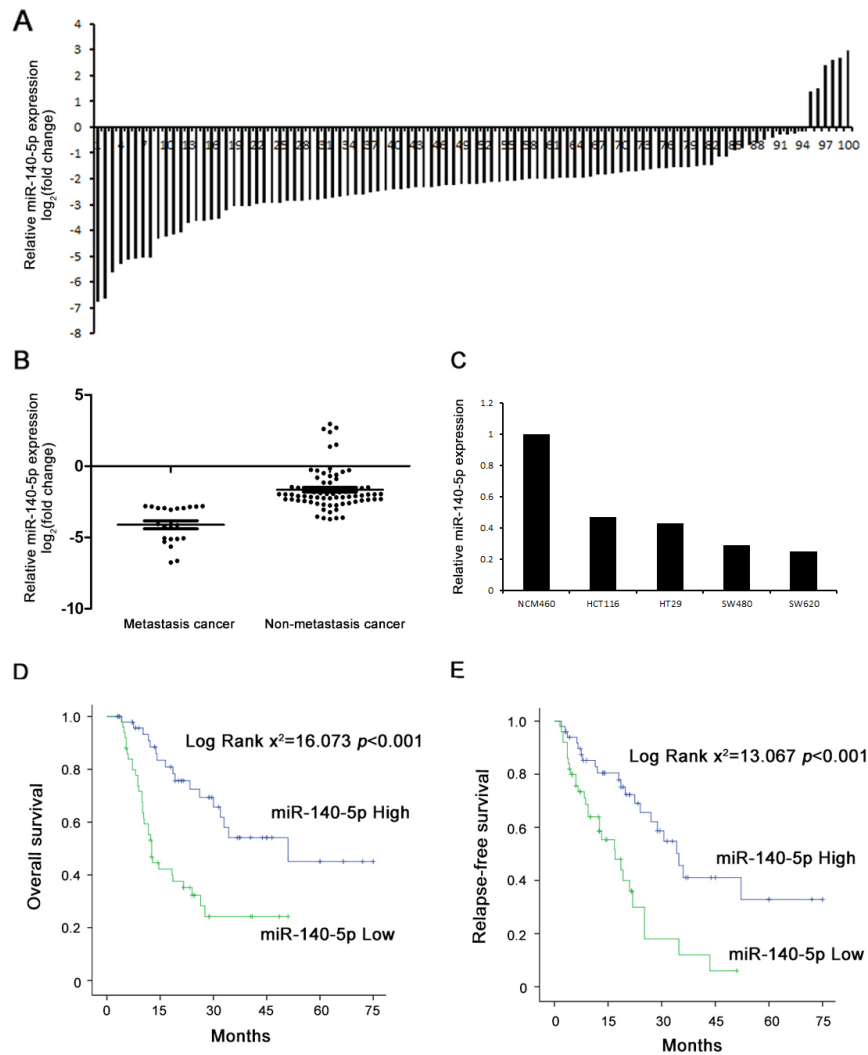 A
Relative miR-140-5p expression
log2(fold change)
4
3
2
1
0
-1
-2
-3
-4
-5
-6
-7
-8
1 4 7 10 13 16 19 22 25 28 31 34 37 40 43 46 49 52 55 58 61 64 67 70 73 76 79 82 85 88 91 94 97 100
B
Relative miR-140-5p expression
log2(fold change)
5
0
-5
-10
Metastasis cancer Non-metastasis cancer
C
Relative miR-140-5p expression
1.2
1
0.8
0.6
0.4
0.2
0
NCM460 HCT116 HT29 SW480 SW620
D
Overall survival
1.0
0.8
0.6
0.4
0.2
0
Log Rank x²=16.073 p<0.001
miR-140-5p High
miR-140-5p Low
0 15 30 45 60 75
Months
E
Relapse-free survival
1.0
0.8
0.6
0.4
0.2
0
Log Rank x²=13.067 p<0.001
miR-140-5p High
miR-140-5p Low
0 15 30 45 60 75
Months